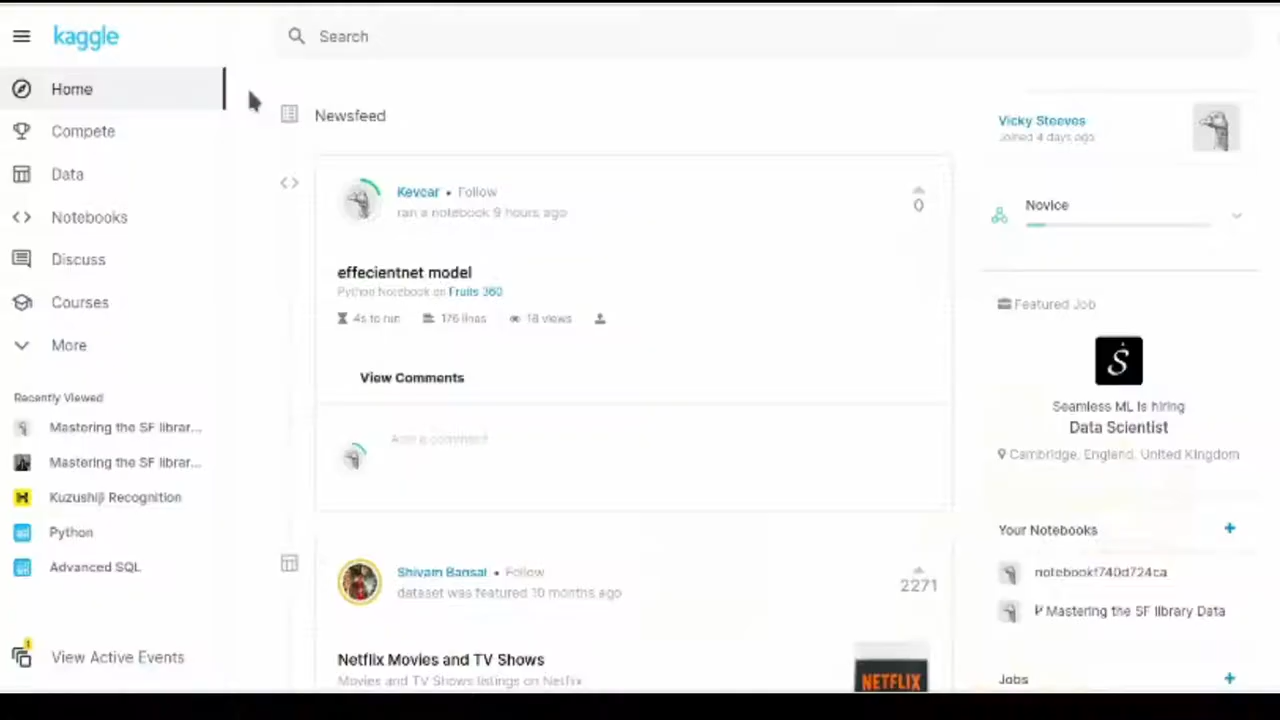 kaggle
Search
Home
Compete
Data
Notebooks
Discuss
Courses
More
Recently Viewed
Mastering the SF librar...
Mastering the SF librar...
Kuzushiji Recognition
Python
Advanced SQL
1
View Active Events
Newsfeed
Kevcar • Follow
ran a notebook 9 hours ago
0
effecientnet model
Python Notebook on Fruits 360
4s to run 176 lines 18 views
View Comments
Add a comment
Shivam Bansal • Follow
dataset was featured 10 months ago
2271
Netflix Movies and TV Shows
Movies and TV Shows listings on Netflix
NETFLIX
Vicky Steeves
Joined 4 days ago
Novice
Featured Job
S
Seamless ML is hiring
Data Scientist
Cambridge, England, United Kingdom
Your Notebooks +
notebookf740d724ca
Mastering the SF library Data
Jobs +